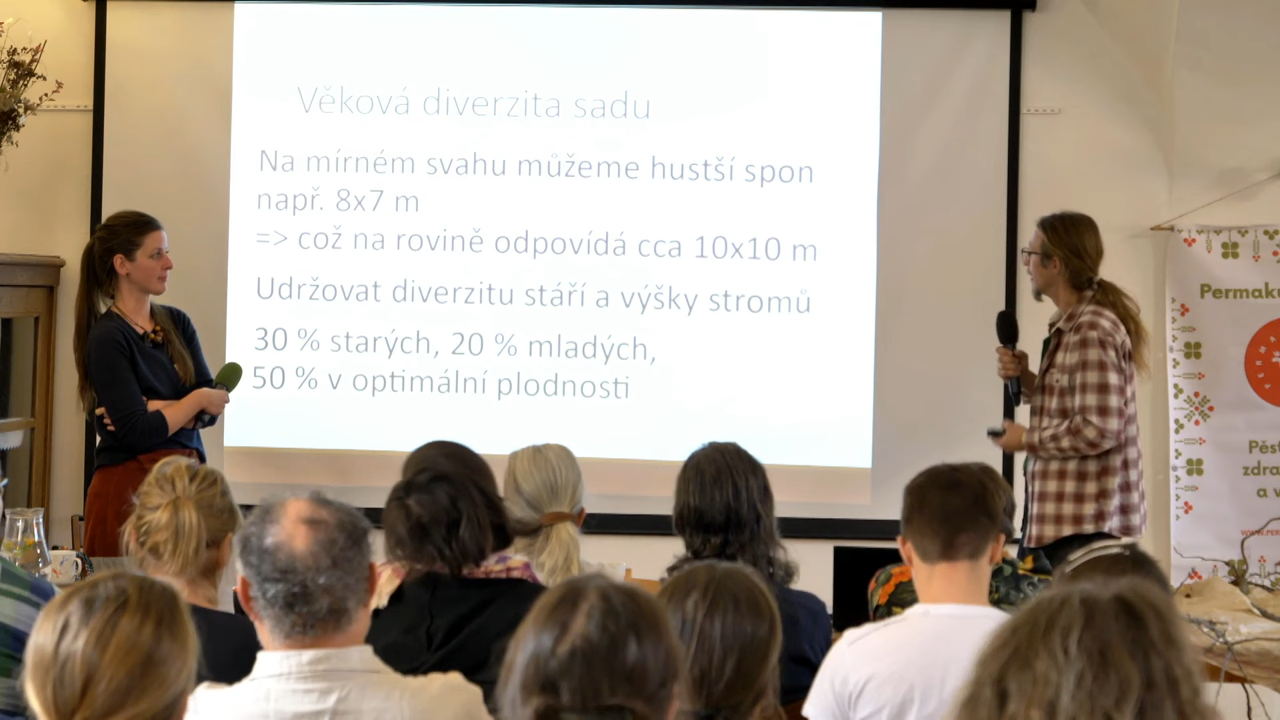 Věková diverzita sadu
Na mírném svahu můžeme hustší spon
např. 8x7 m
=> což na rovině odpovídá cca 10x10 m
Udržovat diverzitu stáří a výšky stromů
30 % starých, 20 % mladých,
50 % v optimální plodnosti
Permaku
Pěs
zdra
a v